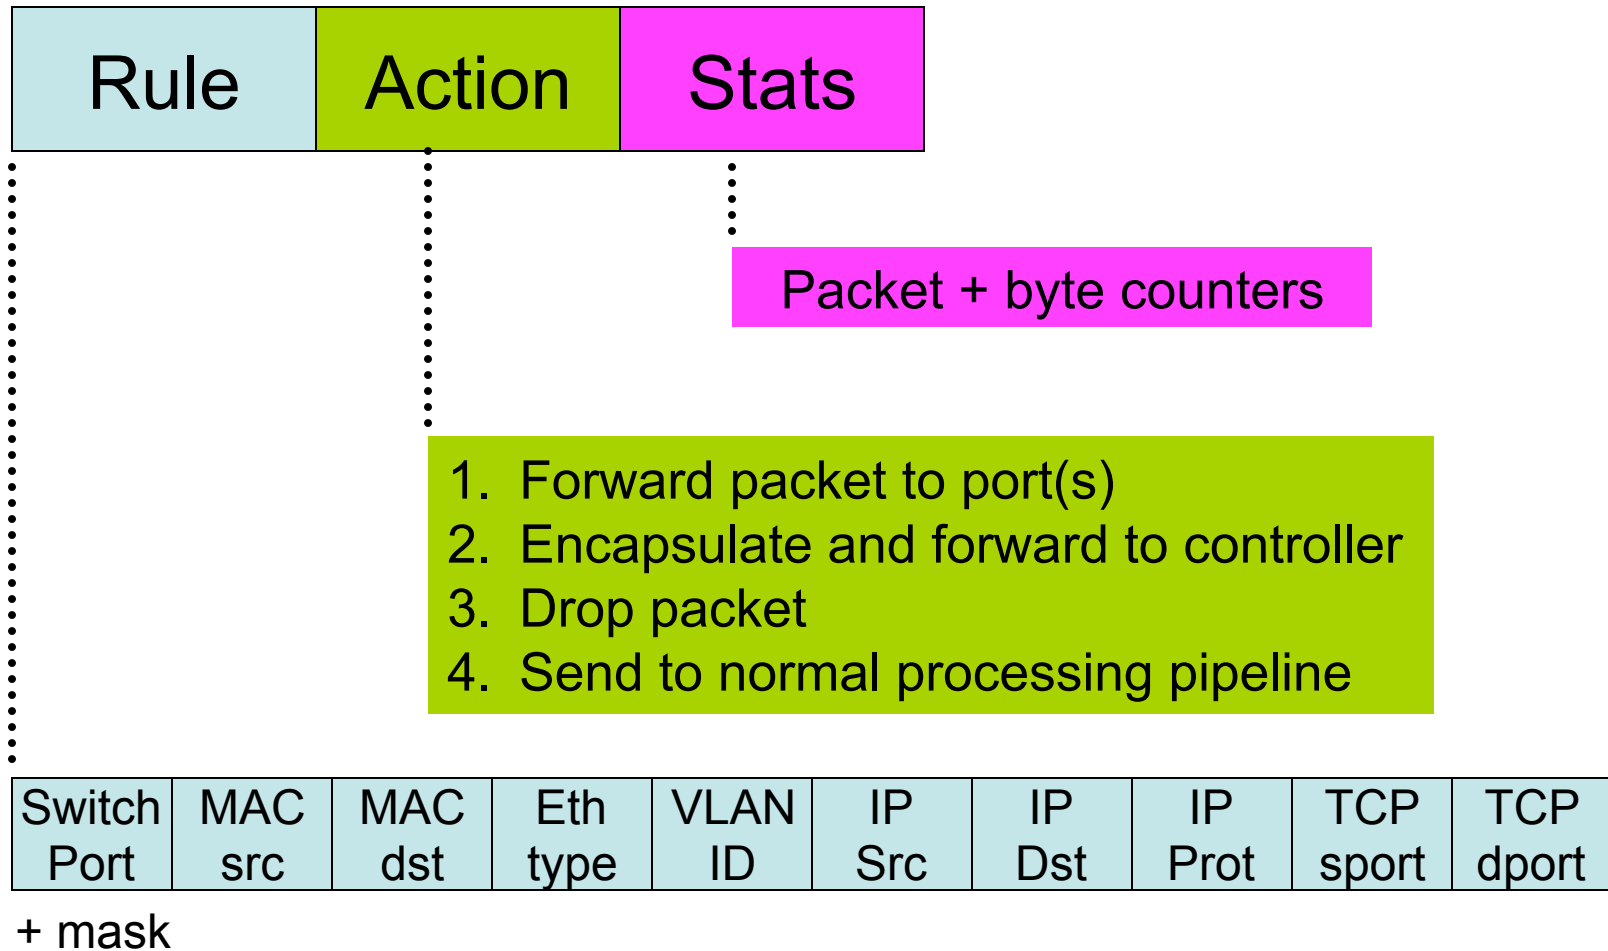 Rule Action Stats
Packet + byte counters
1. Forward packet to port(s)
2. Encapsulate and forward to controller
3. Drop packet
4. Send to normal processing pipeline
Switch MAC MAC Eth VLAN IP IP IP TCP TCP
Port src dst type ID Src Dst Prot sport dport
+ mask